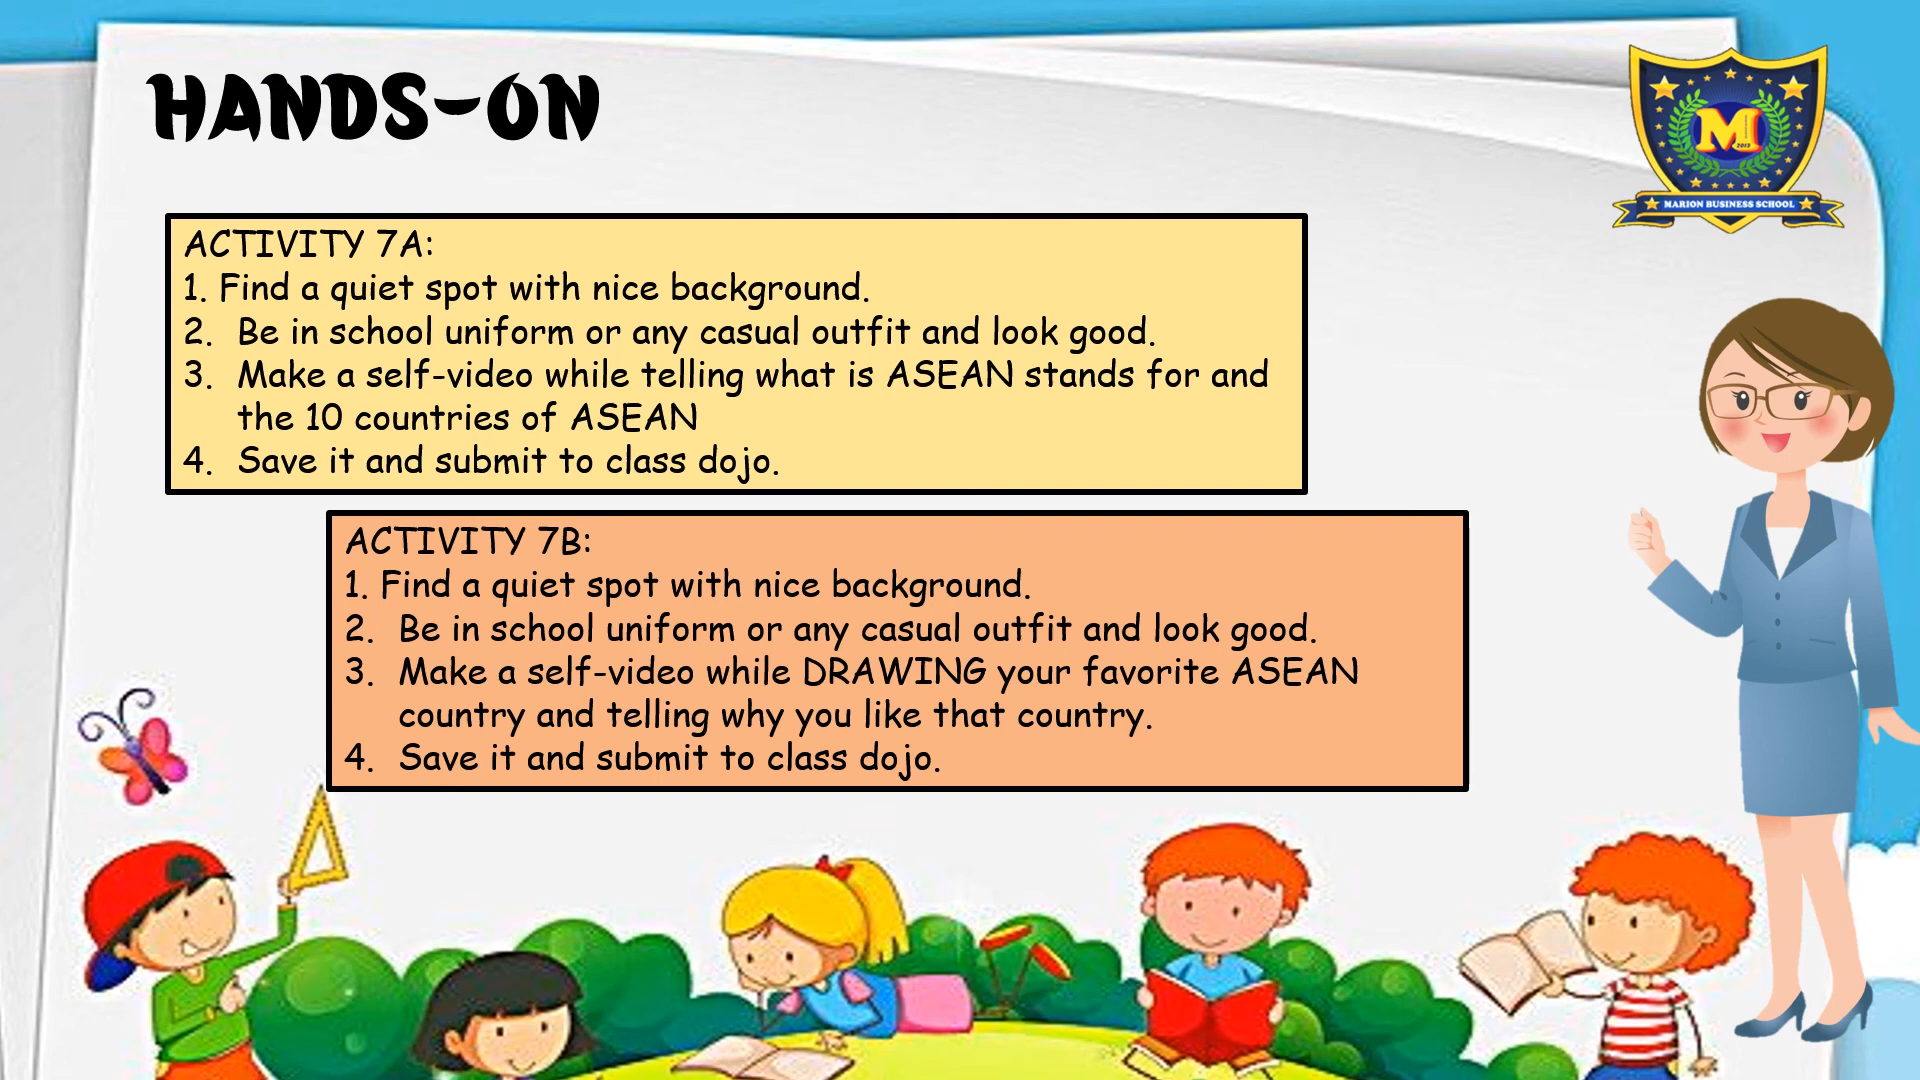 HANDS-ON
M
2012
MARION BUSINESS SCHOOL
ACTIVITY 7A:
1. Find a quiet spot with nice background.
2. Be in school uniform or any casual outfit and look good.
3. Make a self-video while telling what is ASEAN stands for and
the 10 countries of ASEAN
4. Save it and submit to class dojo.
ACTIVITY 7B:
1. Find a quiet spot with nice background.
2. Be in school uniform or any casual outfit and look good.
3. Make a self-video while DRAWING your favorite ASEAN
country and telling why you like that country.
4. Save it and submit to class dojo.